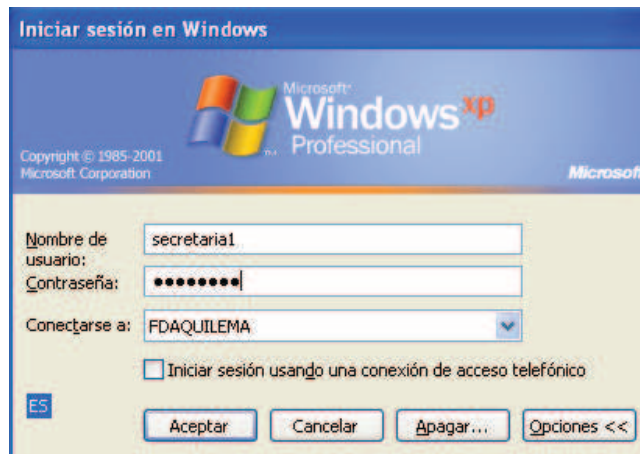 Iniciar sesión en Windows
Microsoft®
Windows xp
Professional
Copyright © 1985-2001
Microsoft Corporation
Microsoft
Nombre de
usuario:
secretaria1
Contraseña:
●●●●●●●●
Conectarse a:
FDAQUILEMA
Iniciar sesión usando una conexión de acceso telefónico
ES
Aceptar
Cancelar
Apagar...
Opciones <<